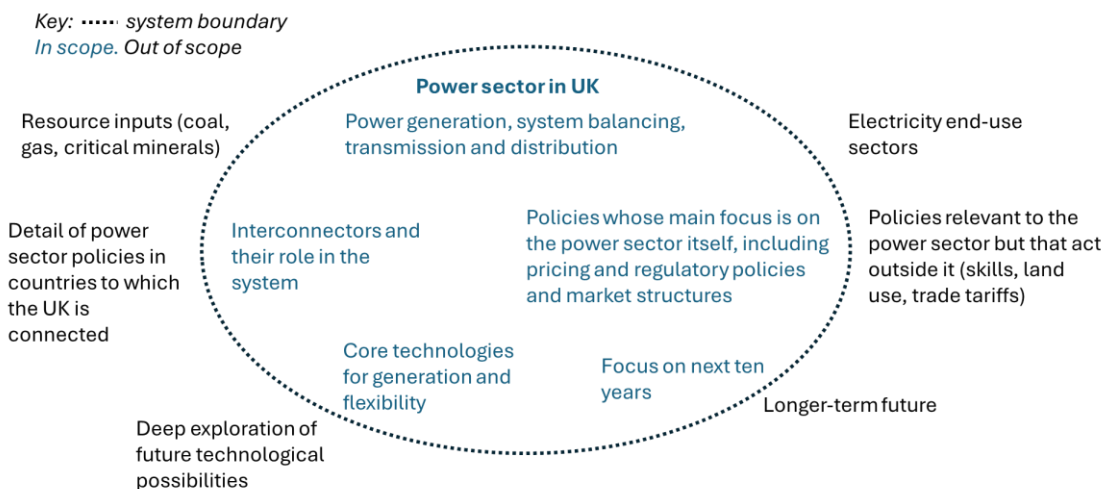 Key: ...... system boundary
In scope. Out of scope
Power sector in UK
Resource inputs (coal,
gas, critical minerals)
Power generation, system balancing,
transmission and distribution
Electricity end-use
sectors
Detail of power
sector policies in
countries to which
the UK is
connected
Interconnectors and
their role in the
system
Policies whose main focus is on
the power sector itself, including
pricing and regulatory policies
and market structures
Policies relevant to the
power sector but that act
outside it (skills, land
use, trade tariffs)
Core technologies
for generation and
flexibility
Focus on next ten
years
Longer-term future
Deep exploration of
future technological
possibilities